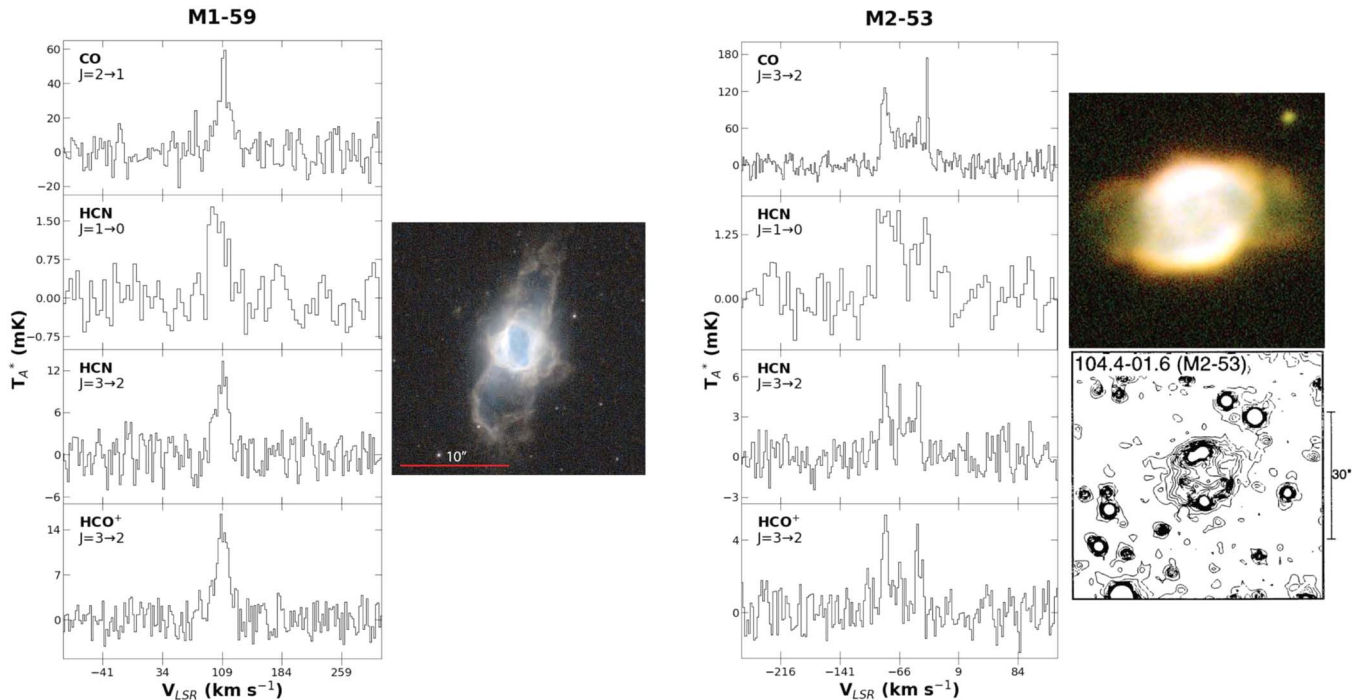 M1-59
CO
J=2→1
60
40
20
0
−20
HCN
J=1→0
1.50
0.75
0.00
−0.75
HCN
J=3→2
12
6
0
−6
HCO⁺
J=3→2
14
7
0
T_A* (mK)
−41 34 109 184 259
V_LSR (km s⁻¹)
10"
M2-53
CO
J=3→2
180
120
60
0
HCN
J=1→0
1.25
0.00
HCN
J=3→2
6
3
0
−3
HCO⁺
J=3→2
4
0
T_A* (mK)
−216 −141 −66 9 84
V_LSR (km s⁻¹)
104.4-01.6 (M2-53)
30"